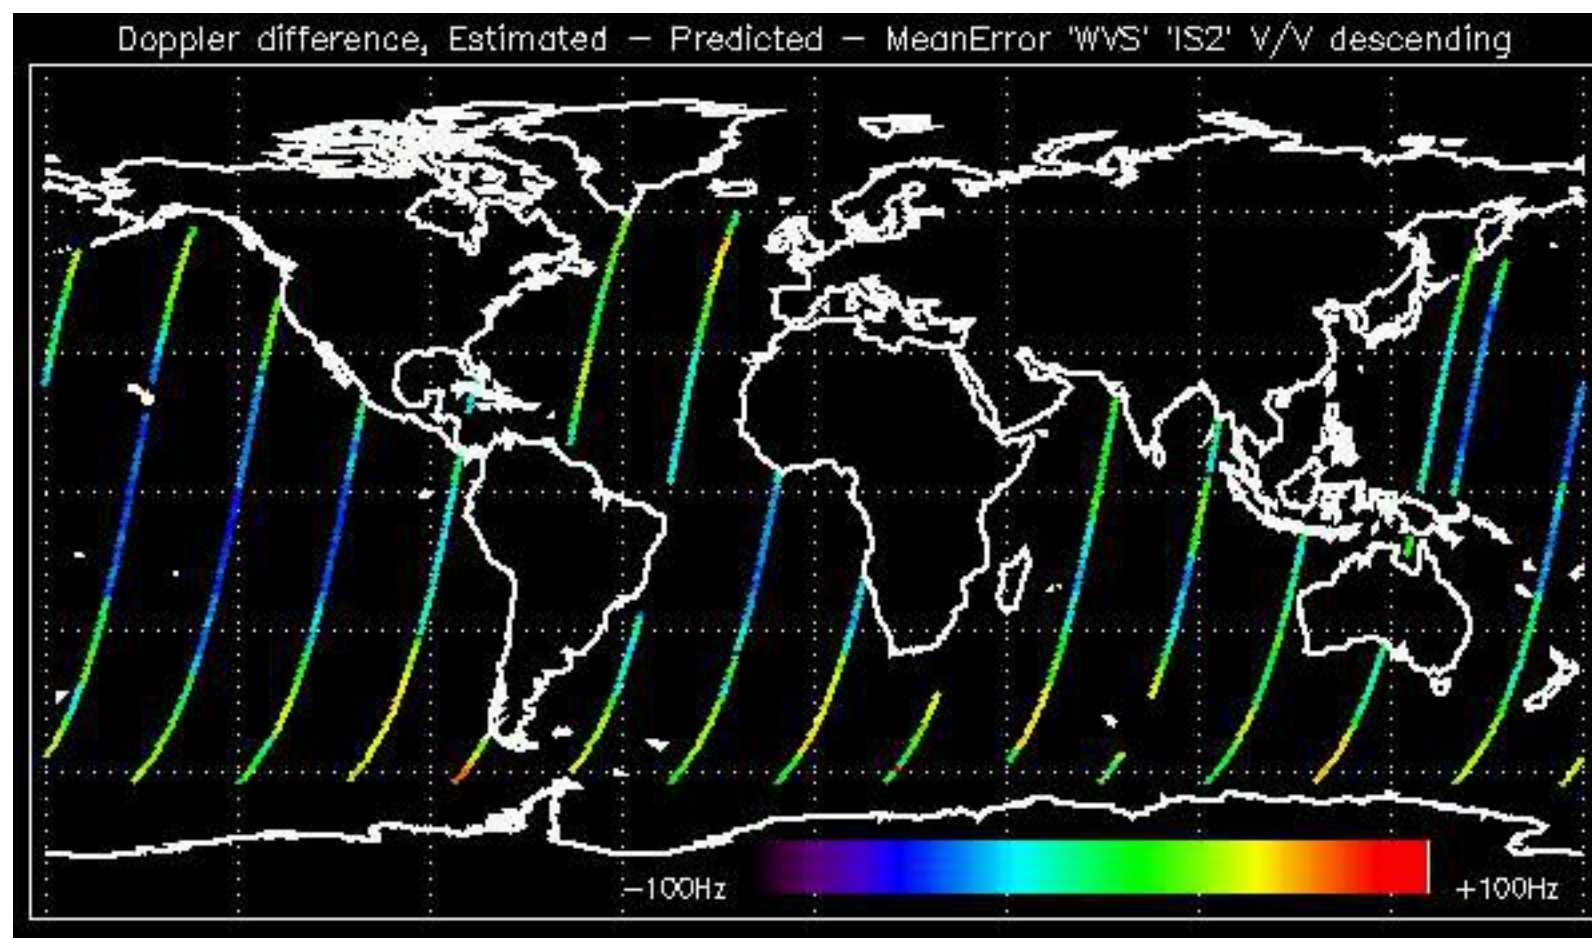 Doppler difference, Estimated – Predicted – MeanError 'WVS' 'IS2' V/V descending
–100Hz
+100Hz